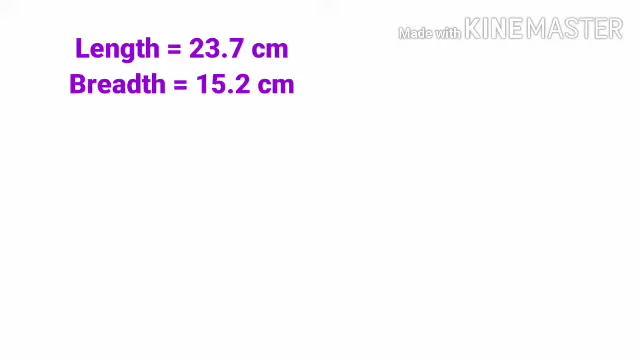 Length = 23.7 cm
Breadth = 15.2 cm
Made with KINEMASTER